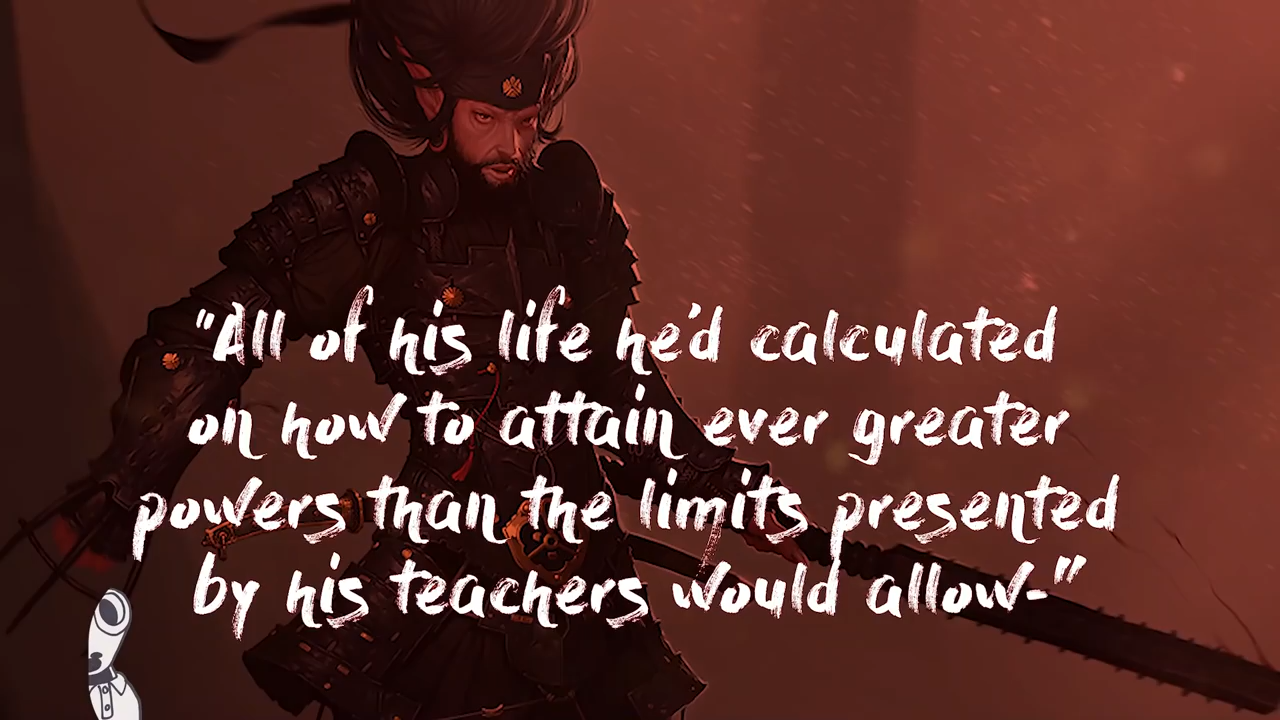 "All of his life he'd calculated
on how to attain ever greater
powers than the limits presented
by his teachers would allow-"